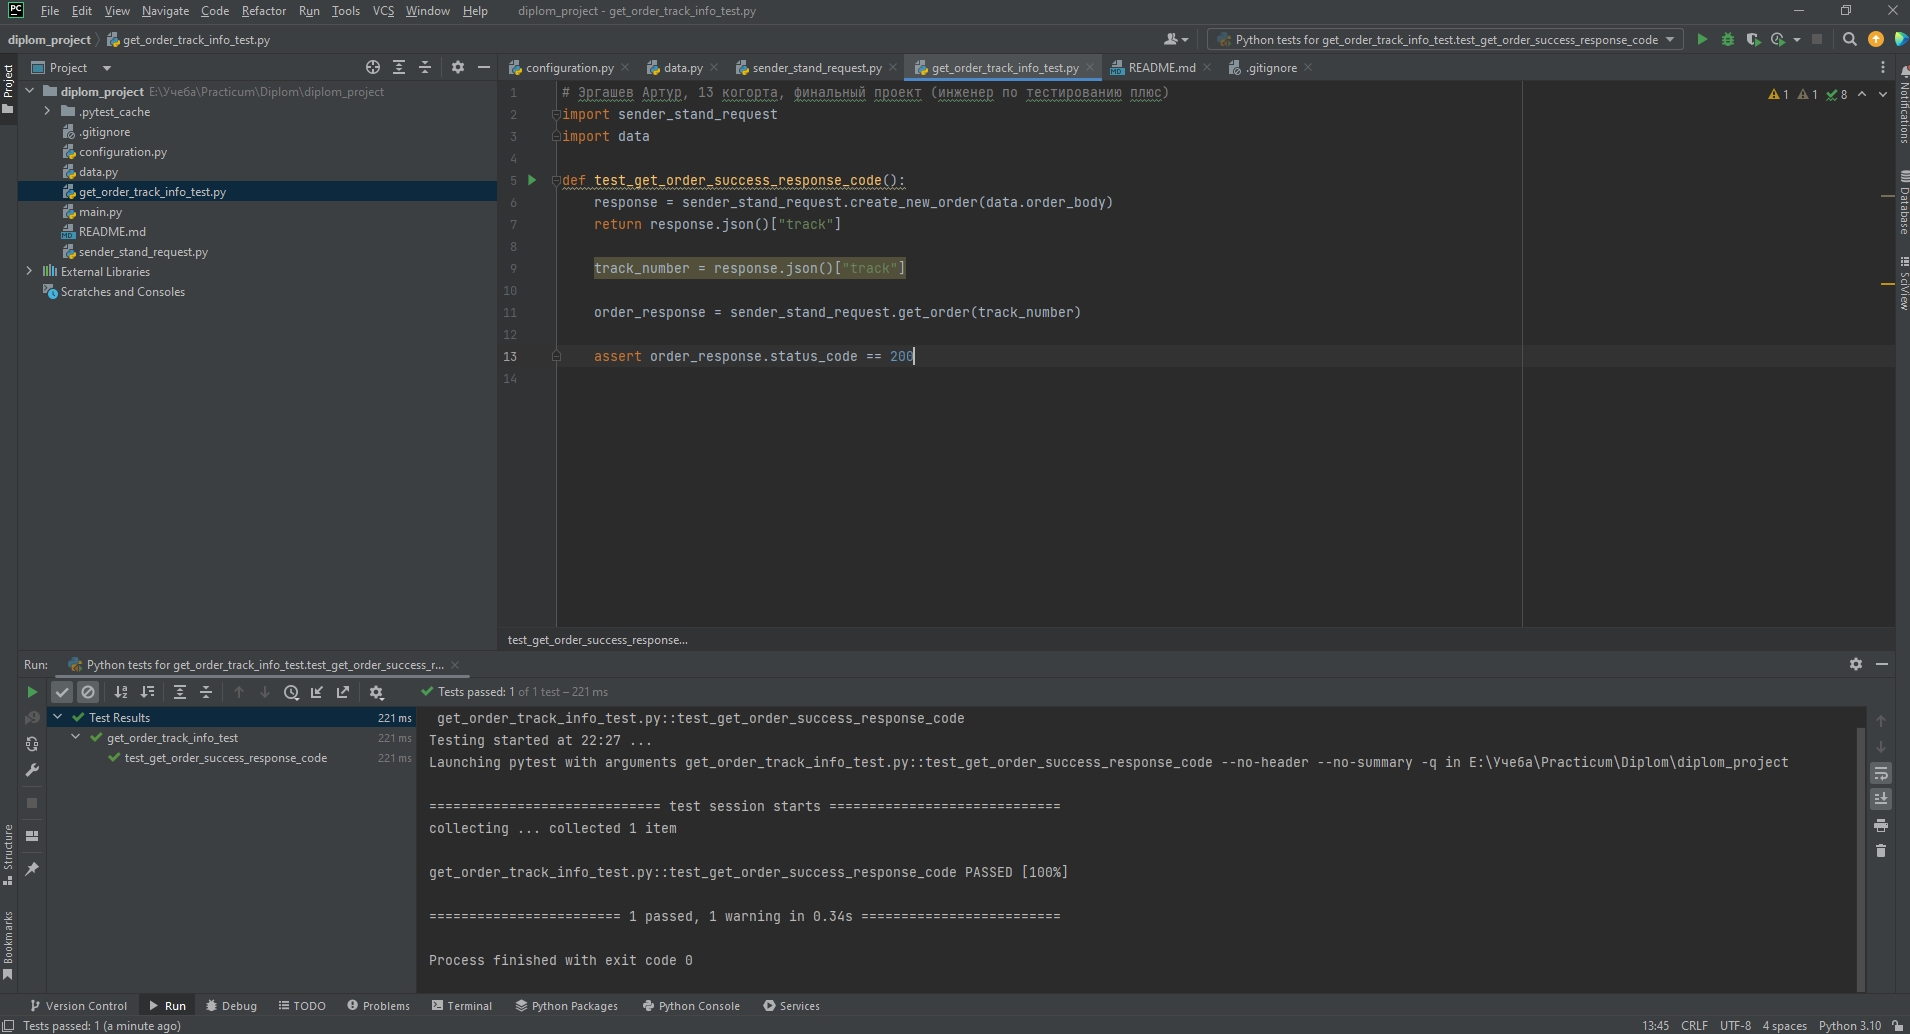 PC File Edit View Navigate Code Refactor Run Tools VCS Window Help diplom_project - get_order_track_info_test.py
diplom_project get_order_track_info_test.py Python tests for get_order_track_info_test.test_get_order_success_response_code
Project
Project
configuration.py data.py sender_stand_request.py get_order_track_info_test.py README.md .gitignore
diplom_project E:\Учеба\Practicum\Diplom\diplom_project
.pytest_cache
.gitignore
configuration.py
data.py
get_order_track_info_test.py
main.py
README.md
sender_stand_request.py
External Libraries
Scratches and Consoles
1 # Эргашев Артур, 13 когорта, финальный проект (инженер по тестированию плюс)
2 import sender_stand_request
3 import data
4
5 def test_get_order_success_response_code():
6 response = sender_stand_request.create_new_order(data.order_body)
7 return response.json()["track"]
8
9 track_number = response.json()["track"]
10
11 order_response = sender_stand_request.get_order(track_number)
12
13 assert order_response.status_code == 200
14
1 1 8
Notifications
Database
SciView
test_get_order_success_response...
Run: Python tests for get_order_track_info_test.test_get_order_success_r...
Tests passed: 1 of 1 test – 221 ms
Test Results 221 ms
get_order_track_info_test 221 ms
test_get_order_success_response_code 221 ms
get_order_track_info_test.py::test_get_order_success_response_code
Testing started at 22:27 ...
Launching pytest with arguments get_order_track_info_test.py::test_get_order_success_response_code --no-header --no-summary -q in E:\Учеба\Practicum\Diplom\diplom_project
============================= test session starts =============================
collecting ... collected 1 item
get_order_track_info_test.py::test_get_order_success_response_code PASSED [100%]
======================== 1 passed, 1 warning in 0.34s =========================
Process finished with exit code 0
Structure
Bookmarks
Version Control Run Debug TODO Problems Terminal Python Packages Python Console Services
Tests passed: 1 (a minute ago) 13:45 CRLF UTF-8 4 spaces Python 3.10